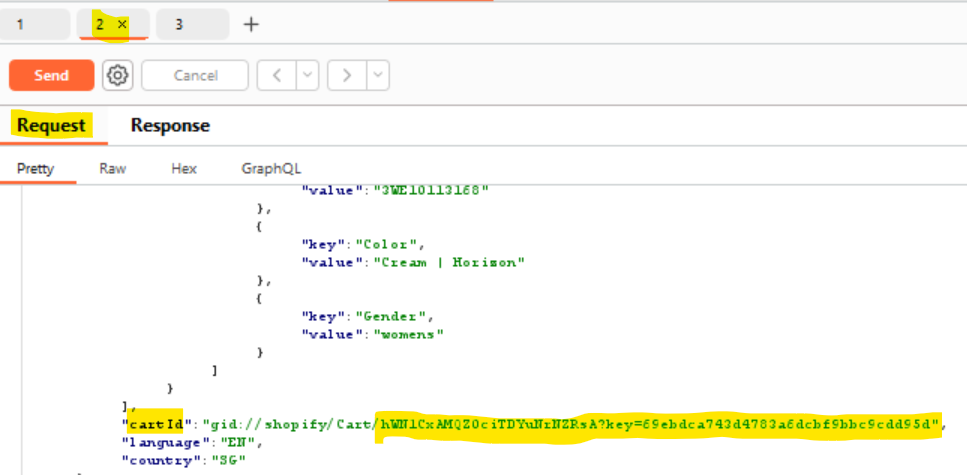 1 2 × 3 +
Send Cancel < >
Request Response
Pretty Raw Hex GraphQL
"value":"3WE10113168"
},
{
"key":"Color",
"value":"Cream | Horizon"
},
{
"key":"Gender",
"value":"womens"
}
]
}
],
"cartId":"gid://shopify/Cart/hWN1CxAMQZ0ciTDYuNrNZRsA?key=69ebdca743d4783a6dcbf9bbc9cdd95d",
"language":"EN",
"country":"SG"